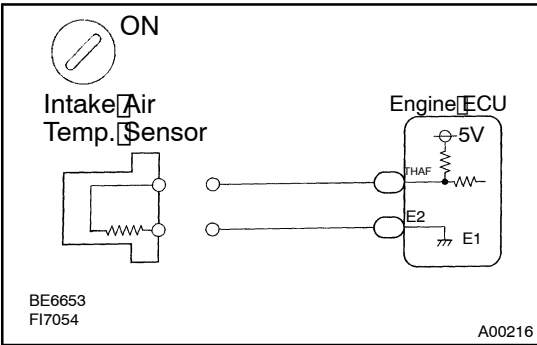 ON
Intake▯Air
Temp.▯Sensor
Engine▯ECU
5V
THAF
E2
E1
BE6653
FI7054
A00216